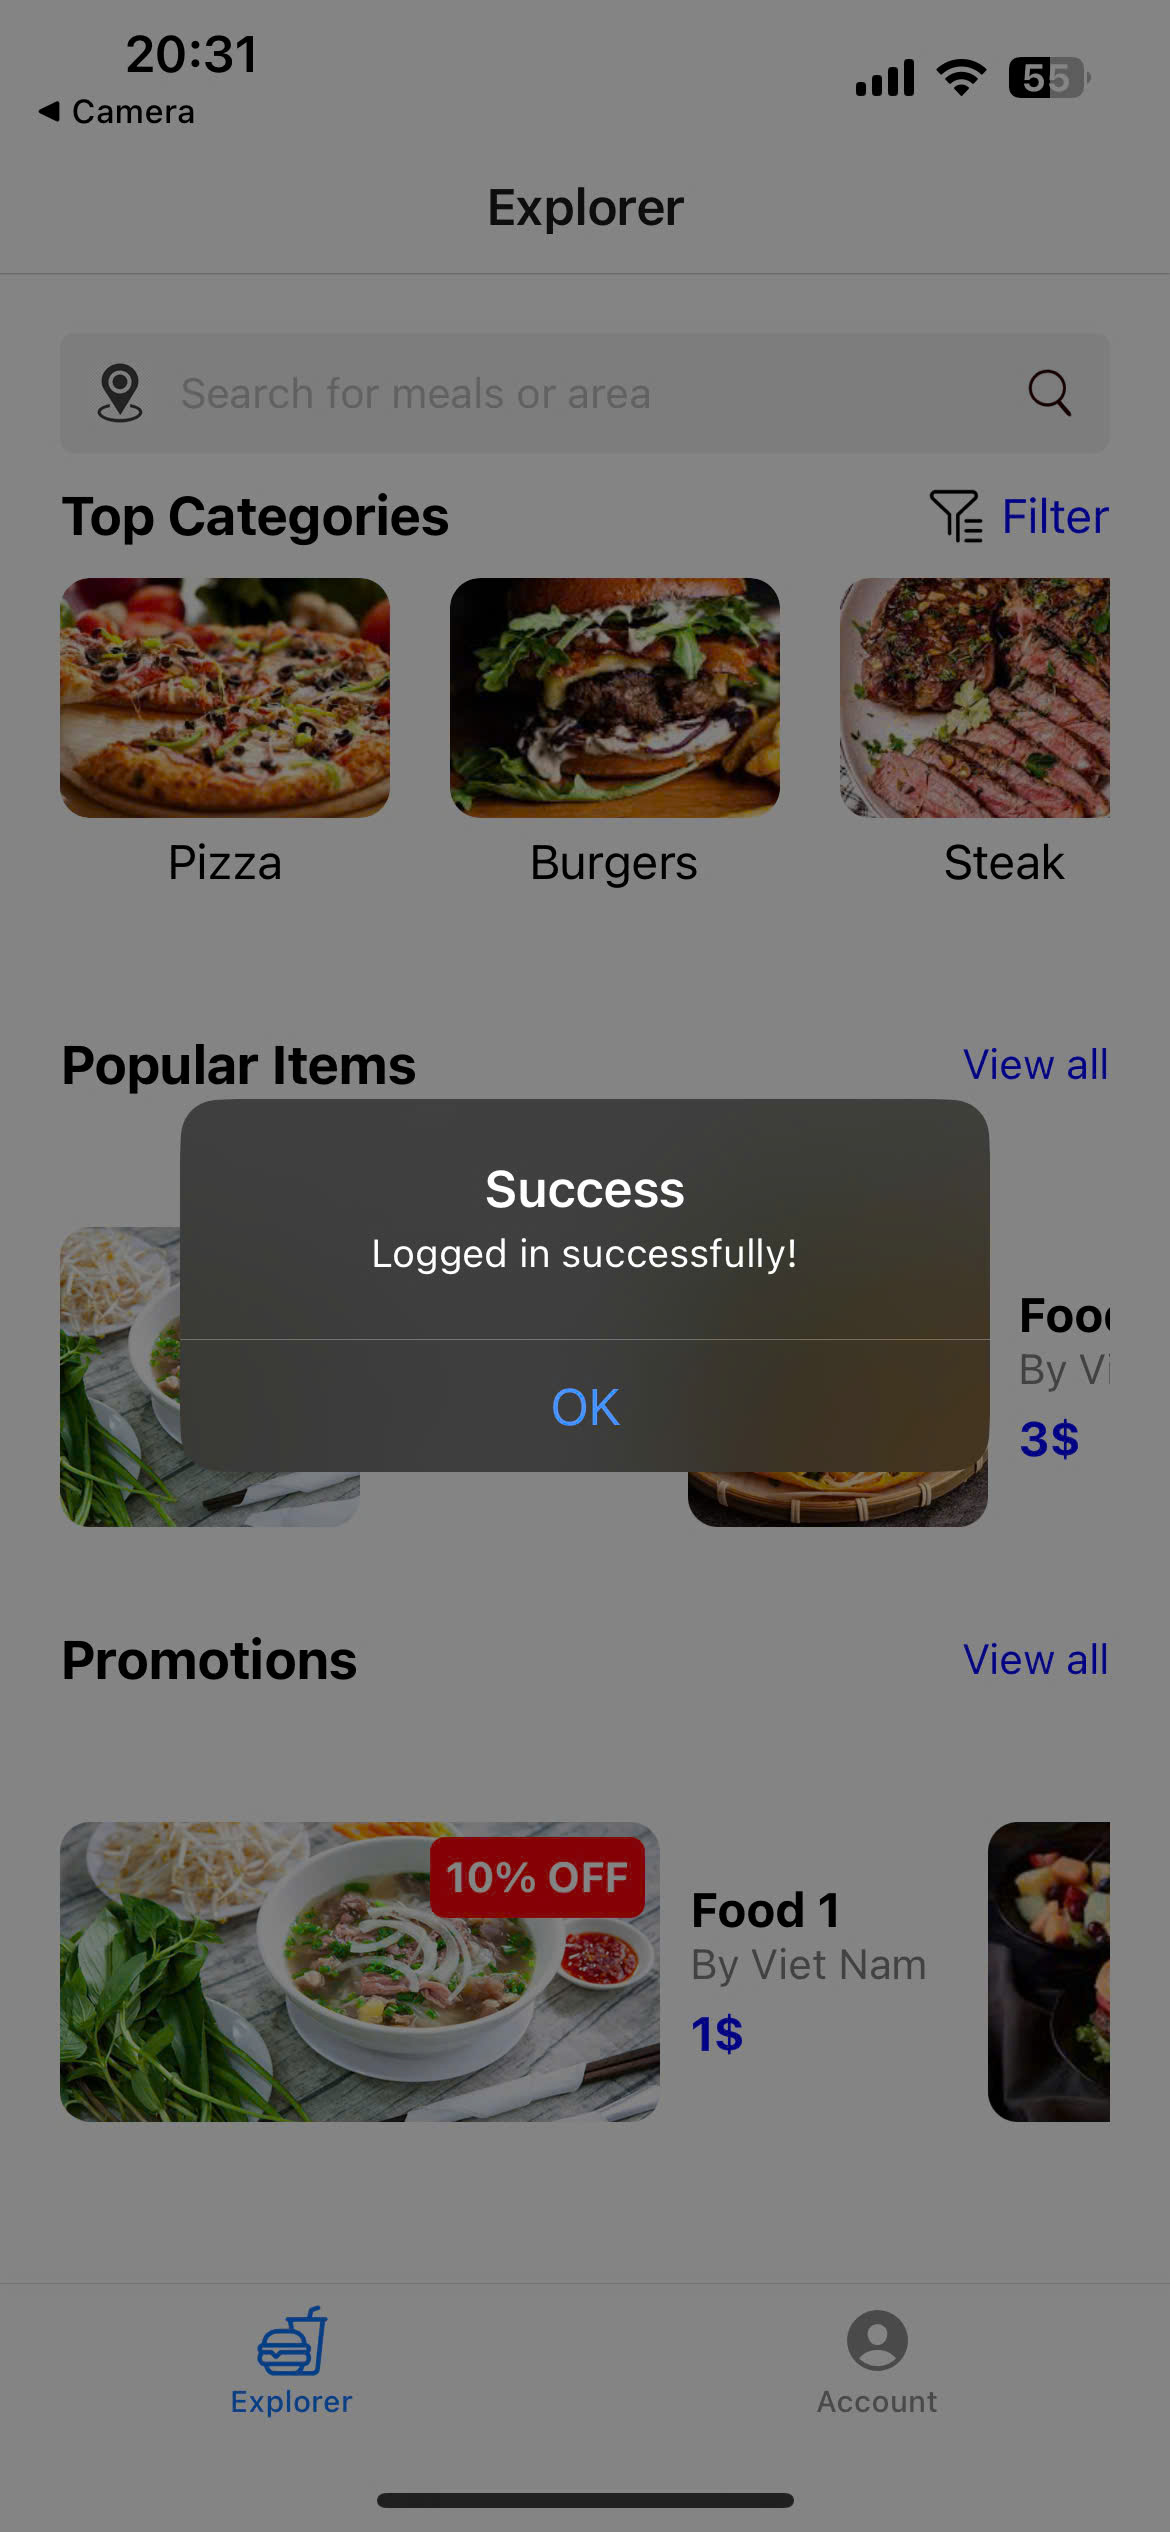 20:31
55
◀ Camera
Explorer
Search for meals or area
Top Categories
Filter
Pizza
Burgers
Steak
Popular Items
View all
Success
Logged in successfully!
OK
By
3$
Promotions
View all
10% OFF
Food 1
By Viet Nam
1$
Explorer
Account